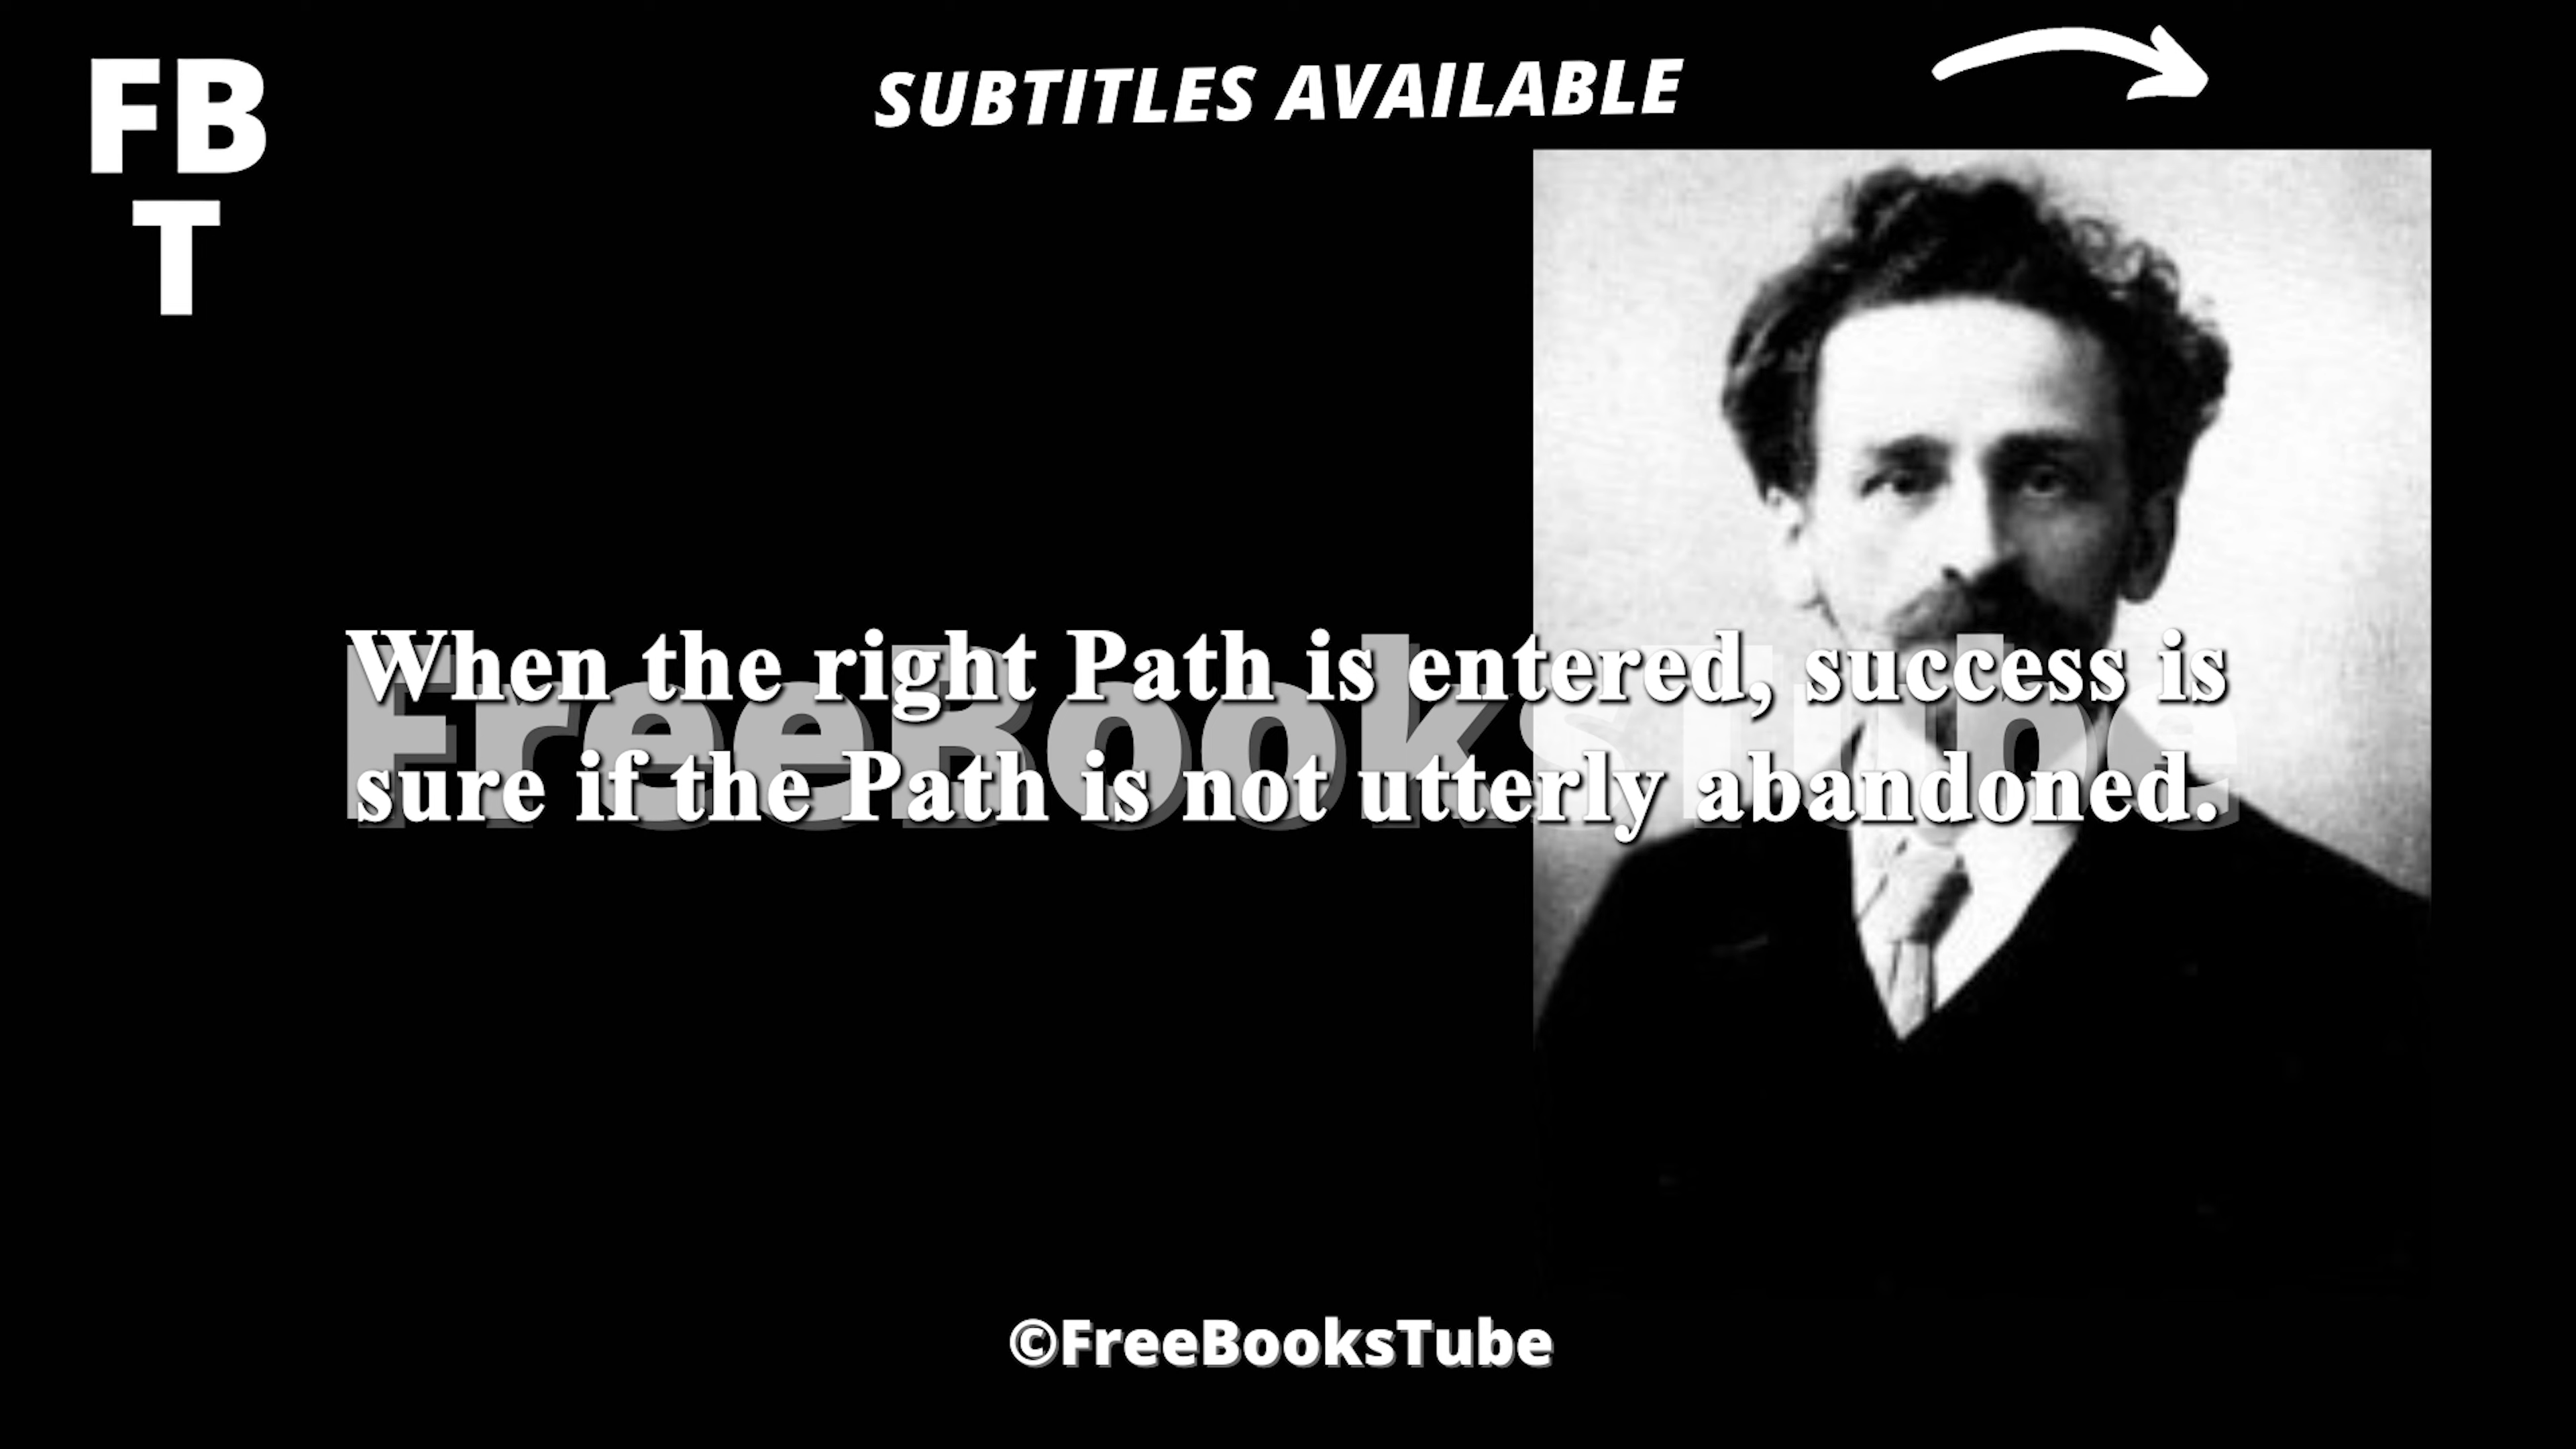 FB
T
SUBTITLES AVAILABLE
When the right Path is entered, success is
FreeBooksTube
sure if the Path is not utterly abandoned.
©FreeBooksTube